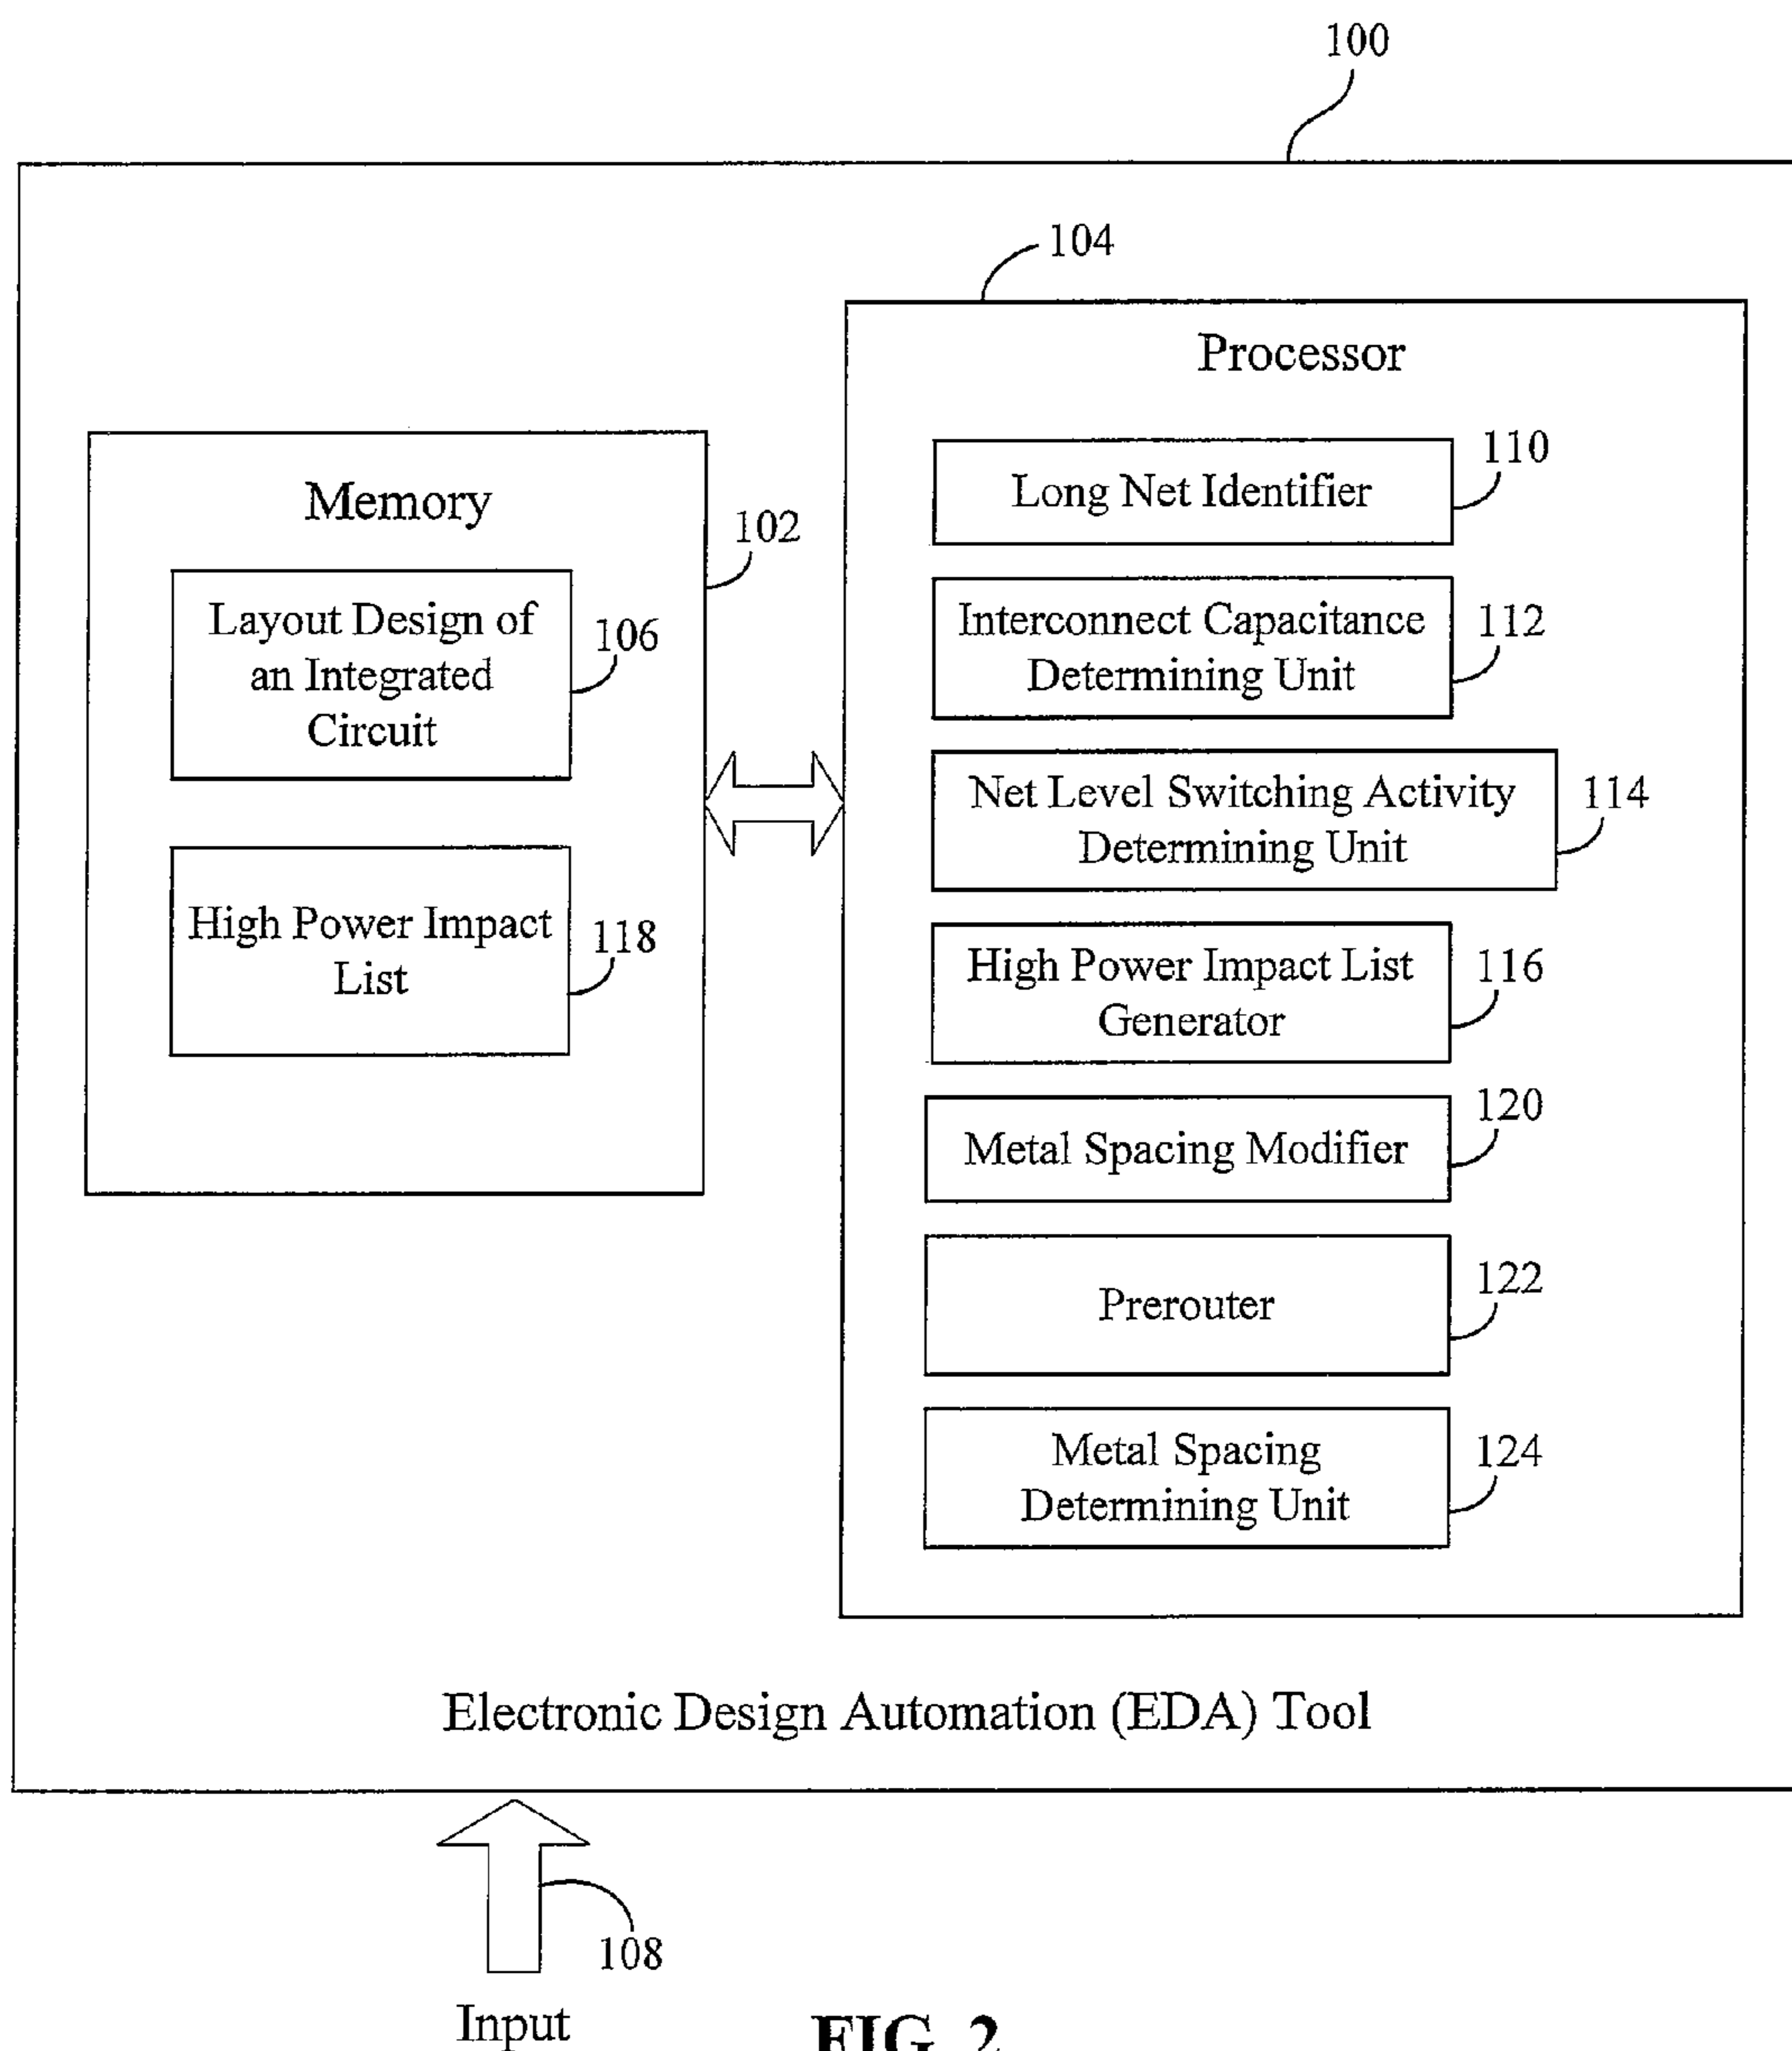 100
104
Processor
Memory
102
Layout Design of
an Integrated
Circuit
106
High Power Impact
List
118
Long Net Identifier
110
Interconnect Capacitance
Determining Unit
112
Net Level Switching Activity
Determining Unit
114
High Power Impact List
Generator
116
Metal Spacing Modifier
120
Prerouter
122
Metal Spacing
Determining Unit
124
Electronic Design Automation (EDA) Tool
108
Input
FIG. 2